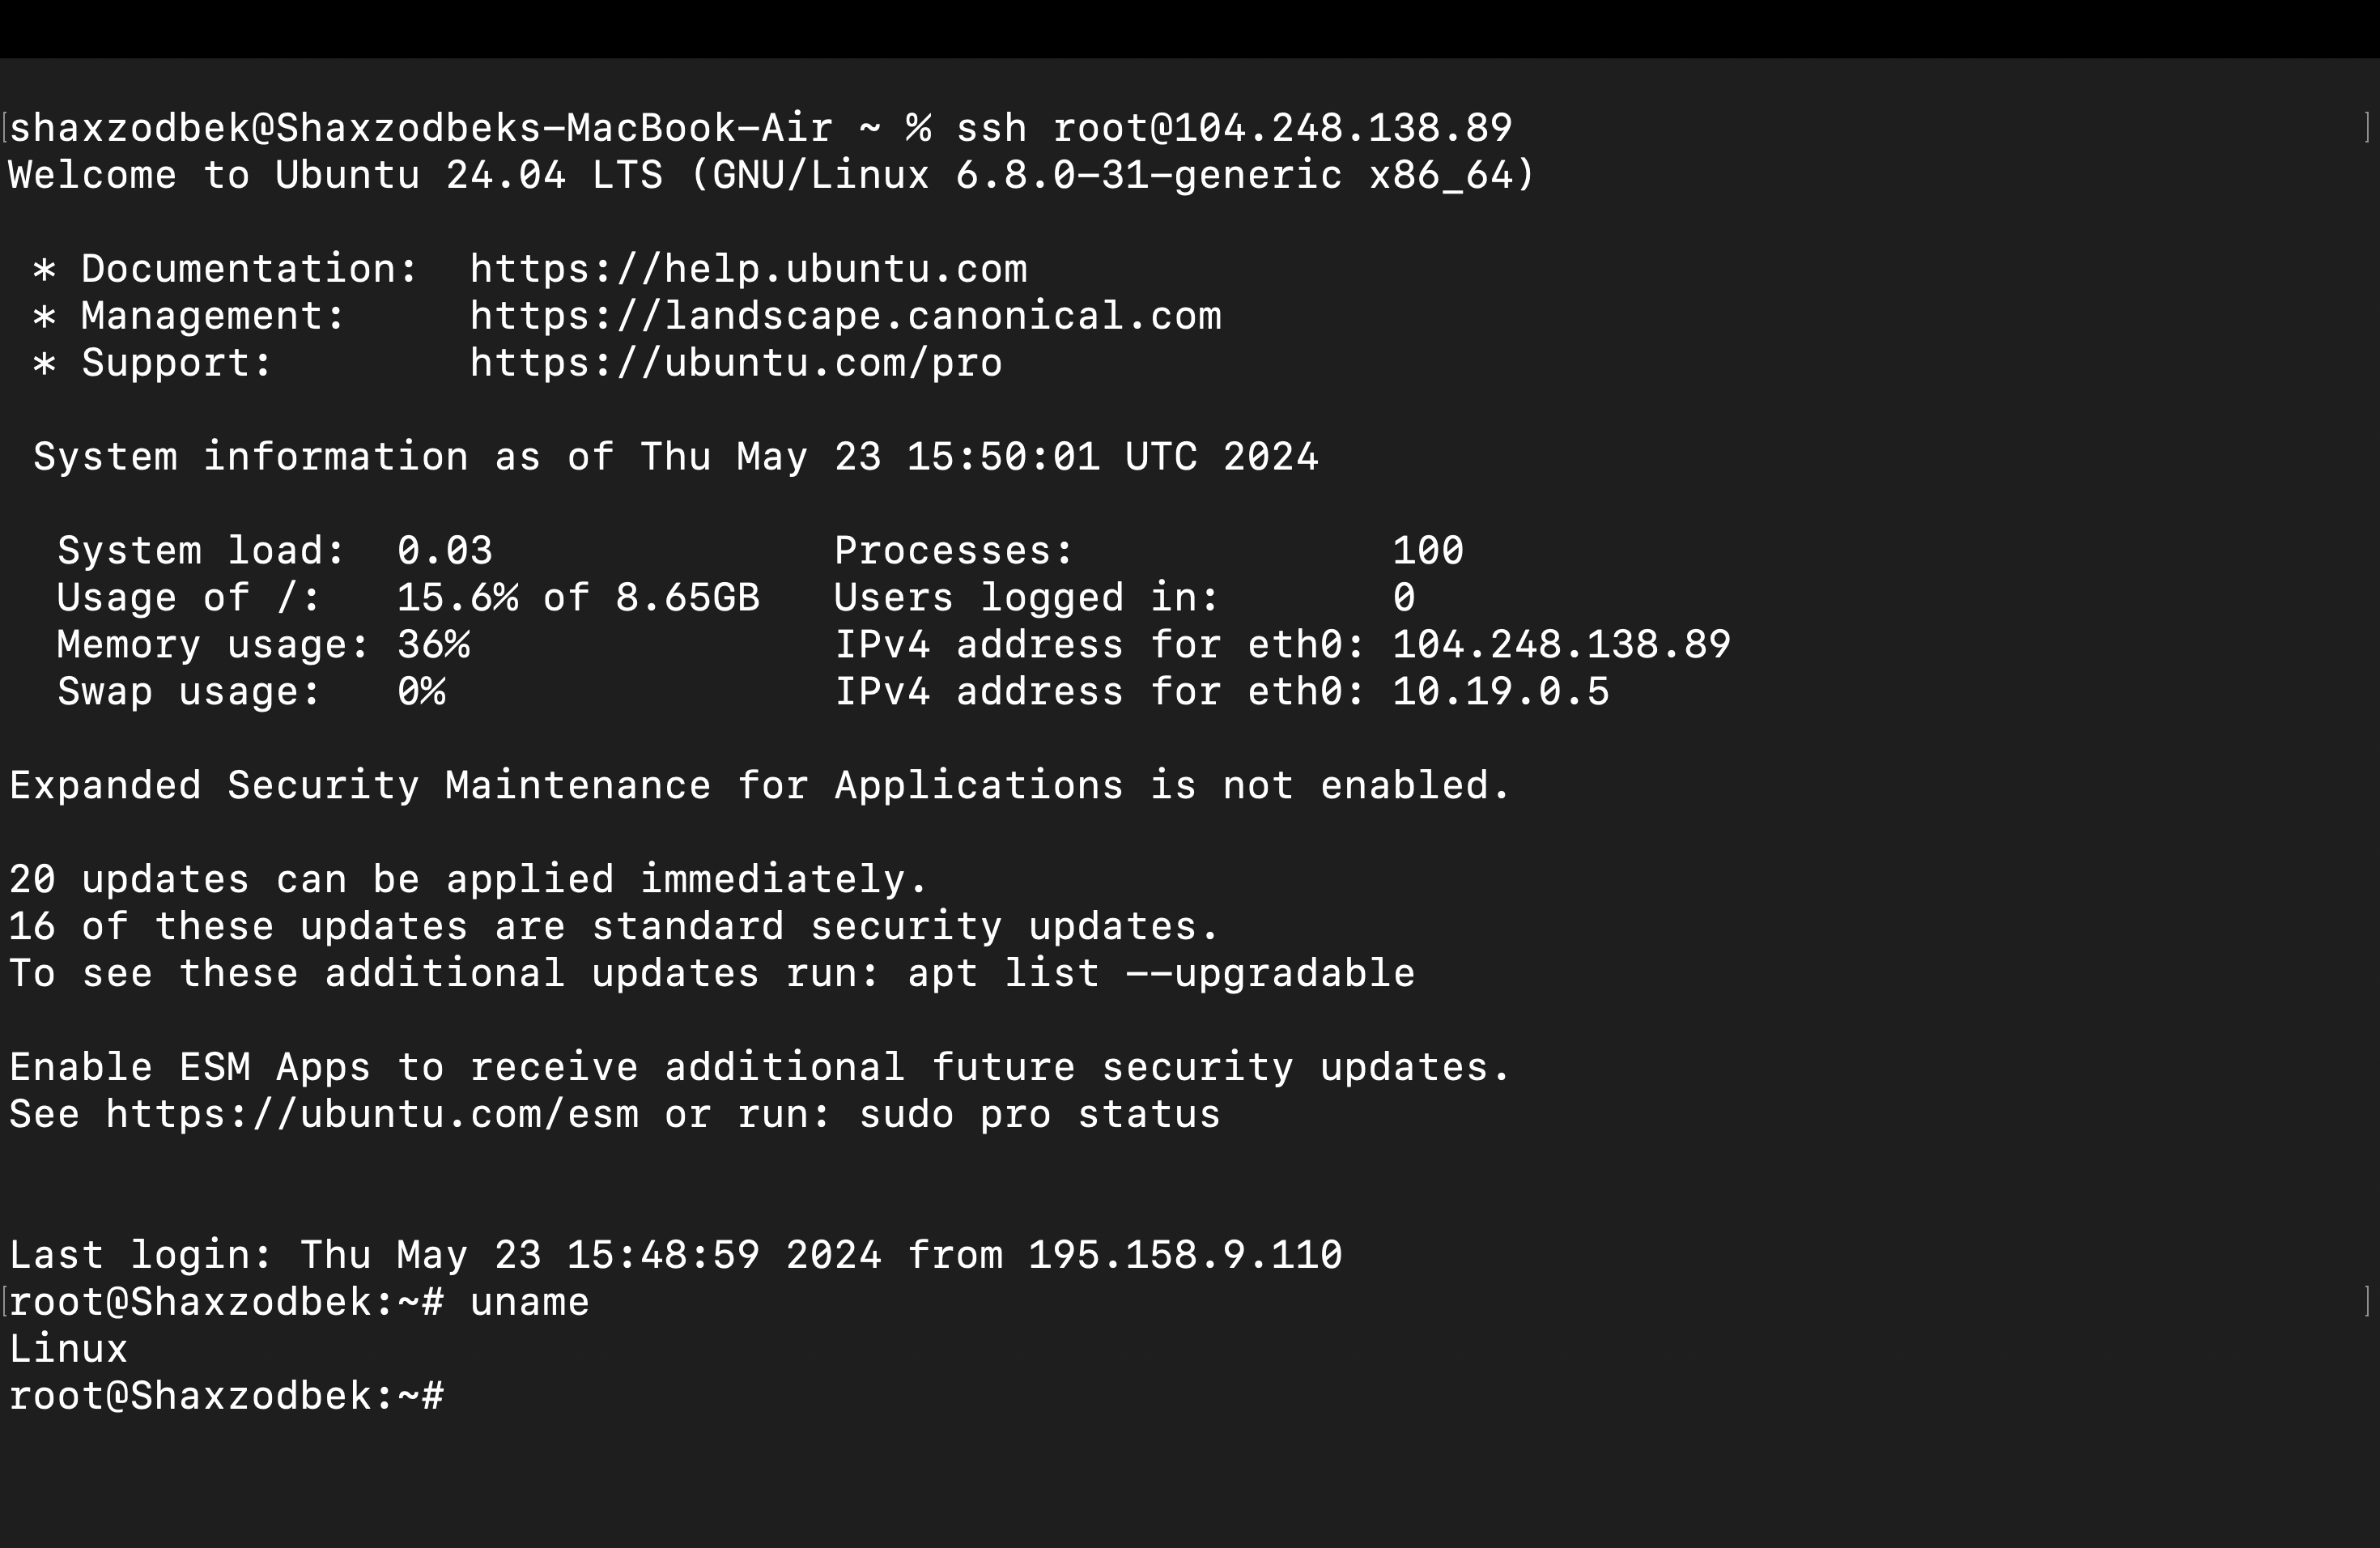 shaxzodbek@Shaxzodbeks-MacBook-Air ~ % ssh root@104.248.138.89
Welcome to Ubuntu 24.04 LTS (GNU/Linux 6.8.0-31-generic x86_64)

 * Documentation:  https://help.ubuntu.com
 * Management:     https://landscape.canonical.com
 * Support:        https://ubuntu.com/pro

 System information as of Thu May 23 15:50:01 UTC 2024

  System load:  0.03              Processes:             100
  Usage of /:   15.6% of 8.65GB   Users logged in:       0
  Memory usage: 36%               IPv4 address for eth0: 104.248.138.89
  Swap usage:   0%                IPv4 address for eth0: 10.19.0.5

Expanded Security Maintenance for Applications is not enabled.

20 updates can be applied immediately.
16 of these updates are standard security updates.
To see these additional updates run: apt list --upgradable

Enable ESM Apps to receive additional future security updates.
See https://ubuntu.com/esm or run: sudo pro status


Last login: Thu May 23 15:48:59 2024 from 195.158.9.110
root@Shaxzodbek:~# uname
Linux
root@Shaxzodbek:~#